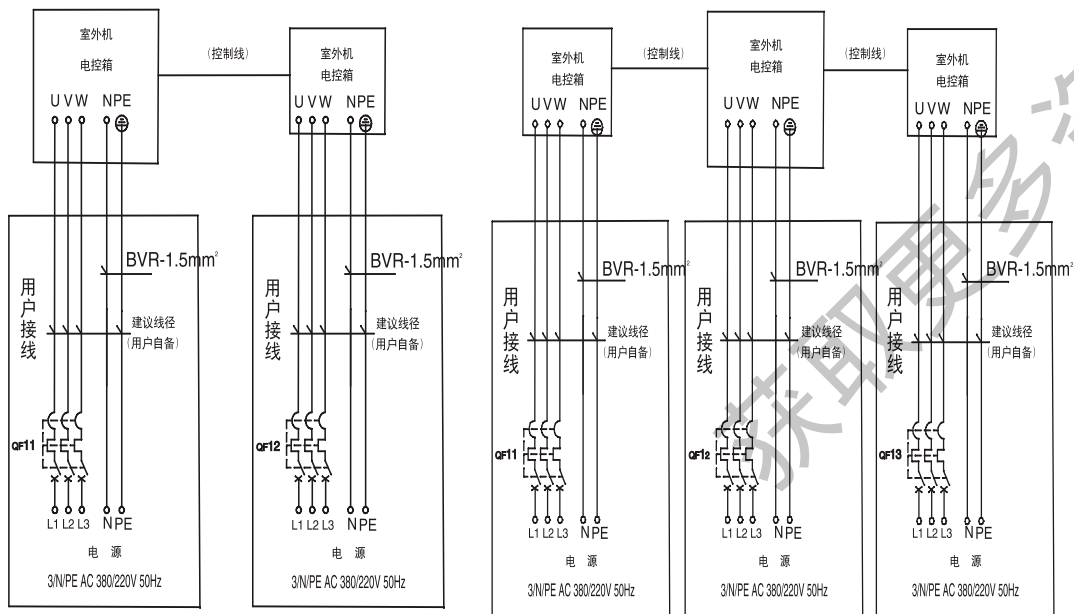 室外机
电控箱
U V W N PE
(控制线)
室外机
电控箱
U V W N PE
用户接线
BVR-1.5mm²
建议线径
(用户自备)
QF11
L1 L2 L3 N PE
电 源
3/N/PE AC 380/220V 50Hz
用户接线
BVR-1.5mm²
建议线径
(用户自备)
QF12
L1 L2 L3 N PE
电 源
3/N/PE AC 380/220V 50Hz
室外机
电控箱
U V W N PE
(控制线)
室外机
电控箱
U V W N PE
(控制线)
室外机
电控箱
U V W N PE
用户接线
BVR-1.5mm²
建议线径
(用户自备)
QF11
L1 L2 L3 N PE
电 源
3/N/PE AC 380/220V 50Hz
用户接线
BVR-1.5mm²
建议线径
(用户自备)
QF12
L1 L2 L3 N PE
电 源
3/N/PE AC 380/220V 50Hz
用户接线
BVR-1.5mm²
建议线径
(用户自备)
QF13
L1 L2 L3 N PE
电 源
3/N/PE AC 380/220V 50Hz
获取更多